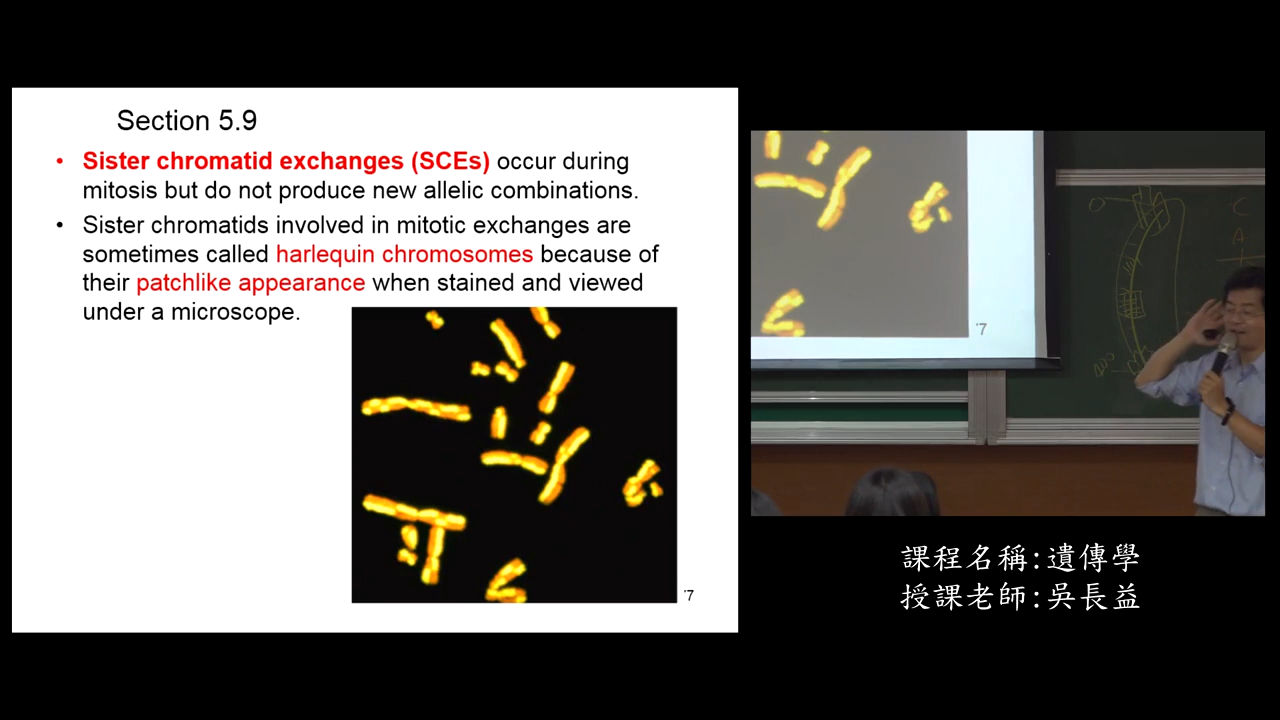 Section 5.9
• Sister chromatid exchanges (SCEs) occur during
mitosis but do not produce new allelic combinations.
• Sister chromatids involved in mitotic exchanges are
sometimes called harlequin chromosomes because of
their patchlike appearance when stained and viewed
under a microscope.
'7
'7
C
A
課程名稱:遺傳學
授課老師:吳長益